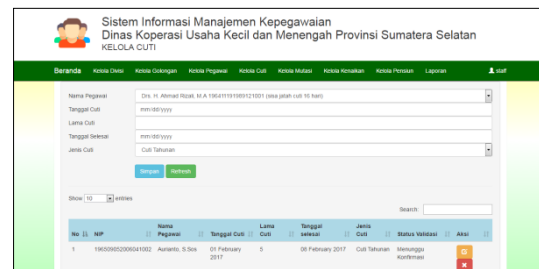 Sistem Informasi Manajemen Kepegawaian
Dinas Koperasi Usaha Kecil dan Menengah Provinsi Sumatera Selatan
KELOLA CUTI
Beranda Kelola Divisi Kelola Golongan Kelola Pegawai Kelola Cuti Kelola Mutasi Kelola Kenaikan Kelola Pensiun Laporan staff
Nama Pegawai Drs. H. Ahmad Rizali, M.A 196411191989121001 (sisa jatah cuti 16 hari)
Tanggal Cuti mm/dd/yyyy
Lama Cuti
Tanggal Selesai mm/dd/yyyy
Jenis Cuti Cuti Tahunan
Simpan Refresh
Show 10 entries
Search:
No NIP Nama Pegawai Tanggal Cuti Lama Cuti Tanggal selesai Jenis Cuti Status Validasi Aksi
1 196509052006041002 Aurianto, S.Sos 01 February 2017 5 08 February 2017 Cuti Tahunan Menunggu Konfirmasi